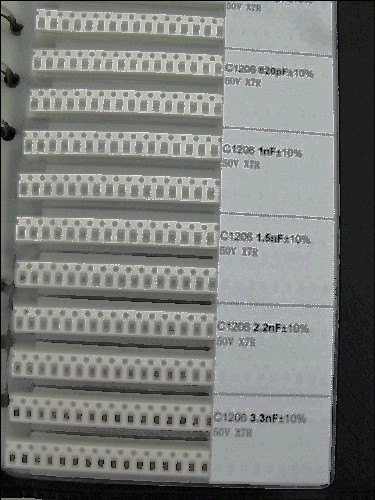 50V X7R
C1206 820pF±10%
50V X7R
C1206 1nF±10%
50V X7R
C1206 1.5nF±10%
50V X7R
C1206 2.2nF±10%
50V X7R
C1206 3.3nF±10%
50V X7R